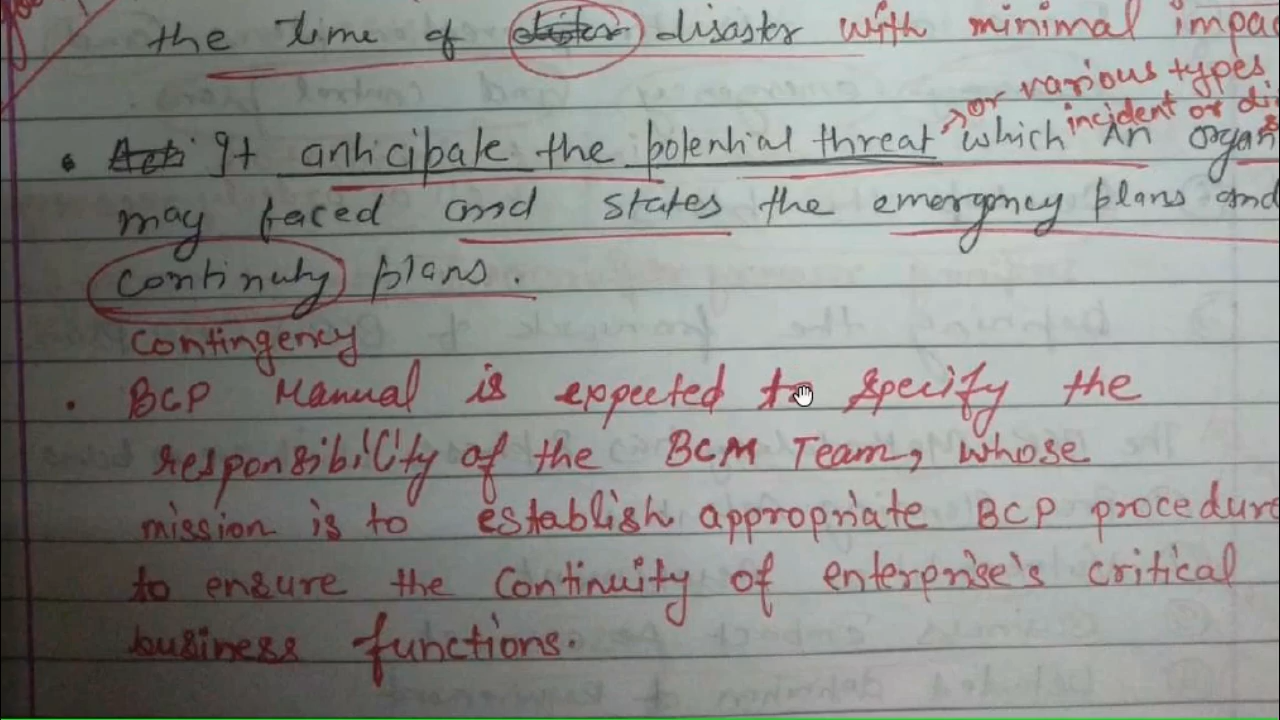 the time of disaster with minimal impac
or various types
incident or di
It anticipate the potential threat which an organ
may faced and states the emergency plans and
continuty plans.
contingency
BCP Manual is expected to specify the
responsibility of the BCM Team, whose
mission is to establish appropriate BCP procedure
to ensure the continuity of enterprise's critical
business functions.